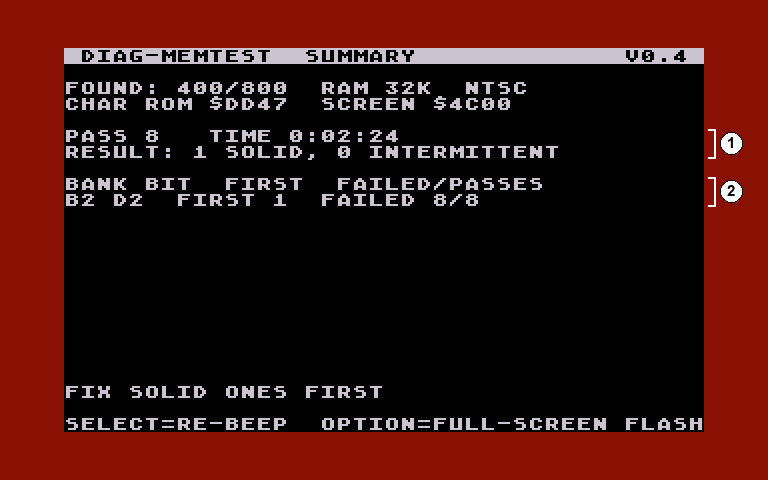 DIAG-MEMTEST SUMMARY V0.4
FOUND: 400/800 RAM 32K NTSC
CHAR ROM $DD47 SCREEN $4C00
PASS 8 TIME 0:02:24
RESULT: 1 SOLID, 0 INTERMITTENT
1
BANK BIT FIRST FAILED/PASSES
B2 D2 FIRST 1 FAILED 8/8
2
FIX SOLID ONES FIRST
SELECT=RE-BEEP OPTION=FULL-SCREEN FLASH